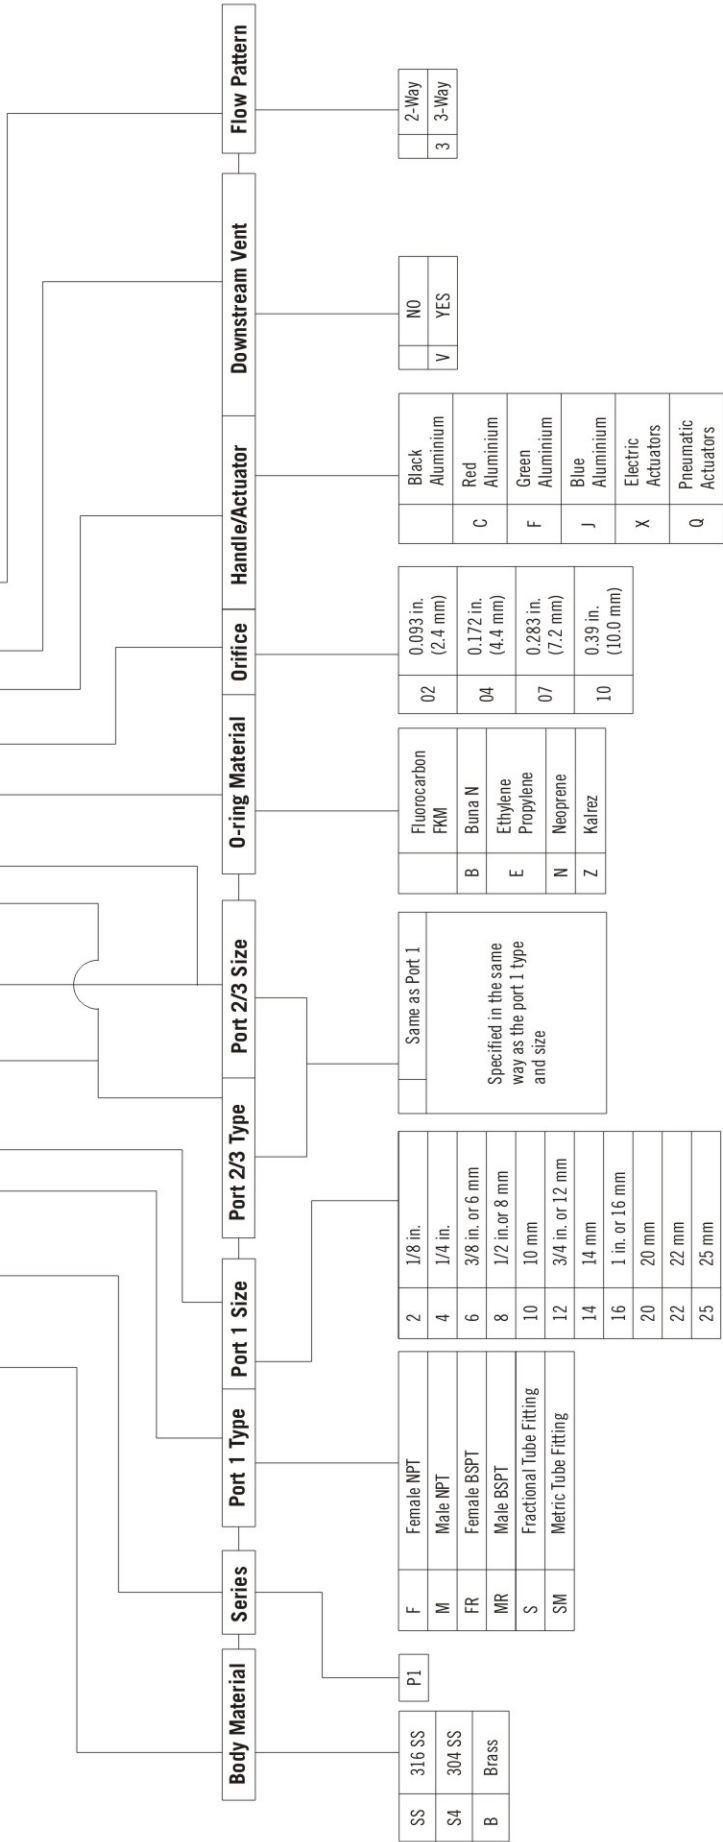 Body Material
Series
Port 1 Type
Port 1 Size
Port 2/3 Type
Port 2/3 Size
O-ring Material
Orifice
Handle/Actuator
Downstream Vent
Flow Pattern
SS 316 SS
S4 304 SS
B Brass
P1
F Female NPT
M Male NPT
FR Female BSPT
MR Male BSPT
S Fractional Tube Fitting
SM Metric Tube Fitting
2 1/8 in.
4 1/4 in.
6 3/8 in. or 6 mm
8 1/2 in.or 8 mm
10 10 mm
12 3/4 in. or 12 mm
14 14 mm
16 1 in. or 16 mm
20 20 mm
22 22 mm
25 25 mm
Same as Port 1
Specified in the same
way as the port 1 type
and size
Fluorocarbon
FKM
B Buna N
E Ethylene
Propylene
N Neoprene
Z Kalrez
02 0.093 in.
(2.4 mm)
04 0.172 in.
(4.4 mm)
07 0.283 in.
(7.2 mm)
10 0.39 in.
(10.0 mm)
Black
Aluminium
C Red
Aluminium
F Green
Aluminium
J Blue
Aluminium
X Electric
Actuators
Q Pneumatic
Actuators
NO
V YES
2-Way
3 3-Way